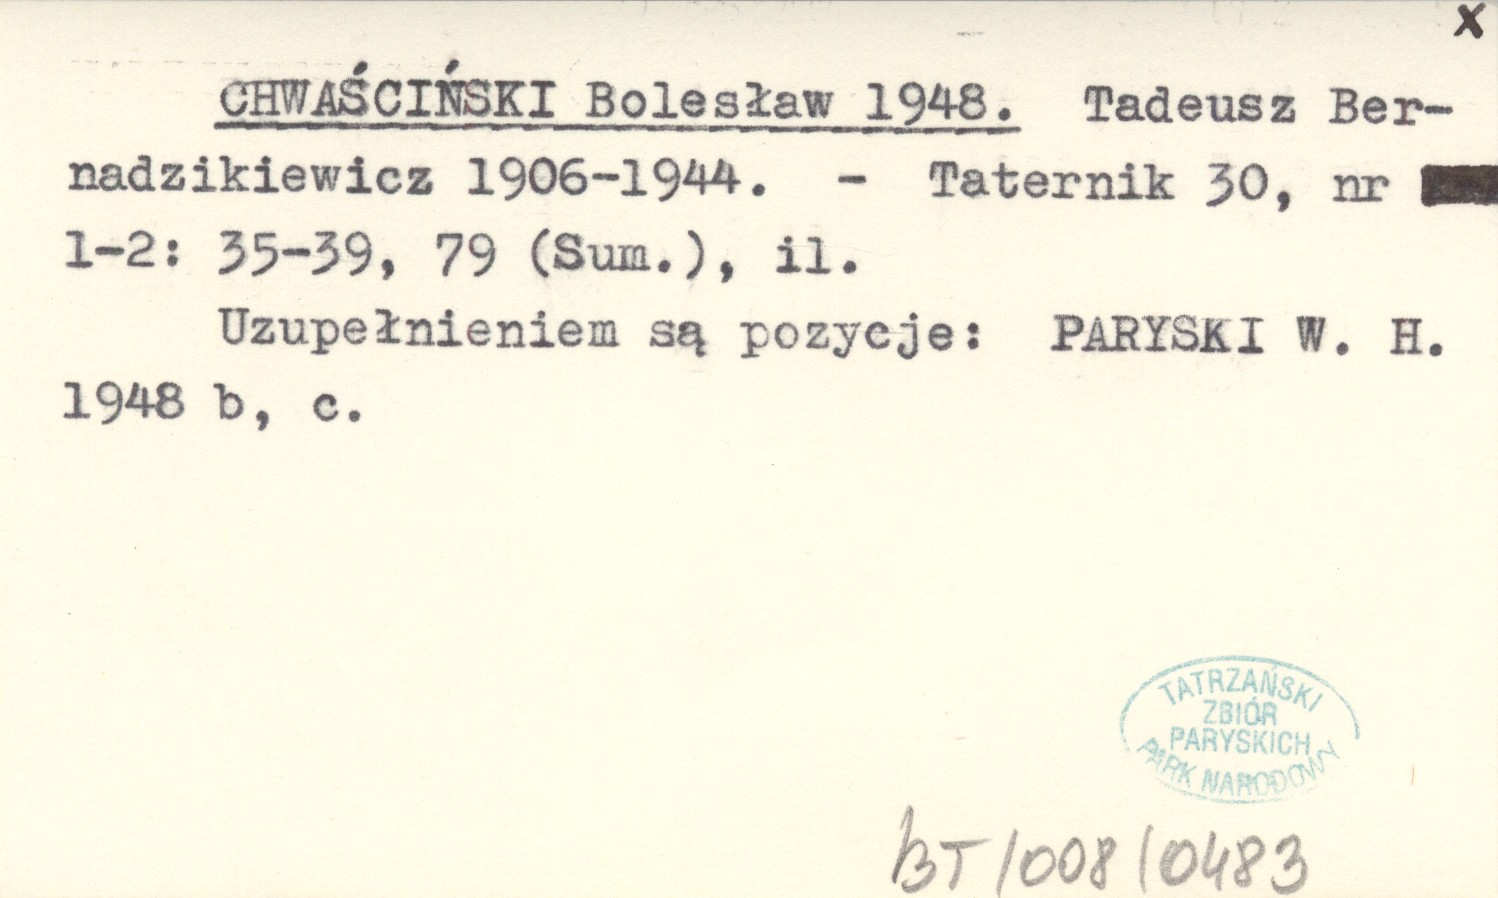 x
CHWAŚCIŃSKI Bolesław 1948. Tadeusz Ber-
nadzikiewicz 1906-1944. - Taternik 30, nr
1-2: 35-39, 79 (Sum.), il.
Uzupełnieniem są pozycje: PARYSKI W. H.
1948 b, c.
TATRZAŃSKI
ZBIÓR
PARYSKICH
PARK NARODOWY
BT/008/0483